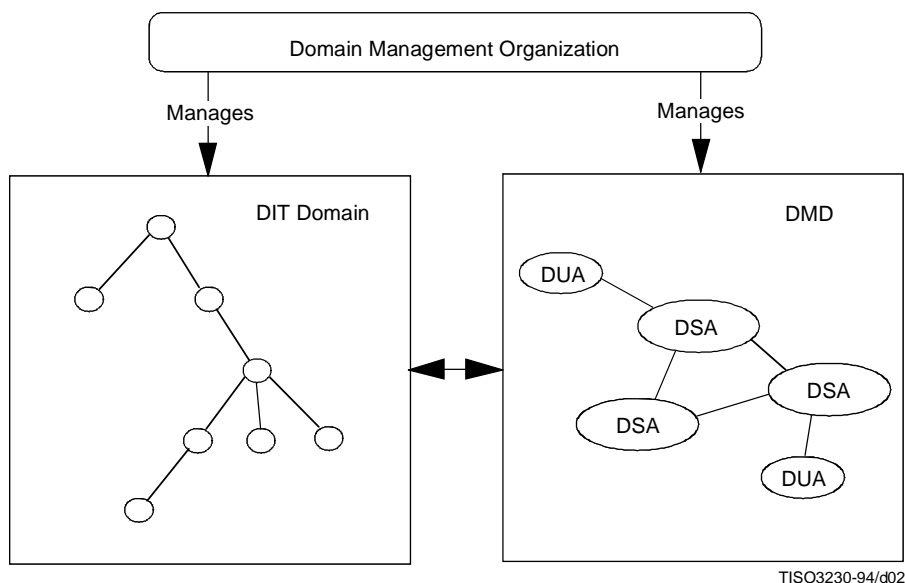 Domain Management Organization
Manages
Manages
DIT Domain
DMD
DUA
DSA
DSA
DSA
DUA
TISO3230-94/d02